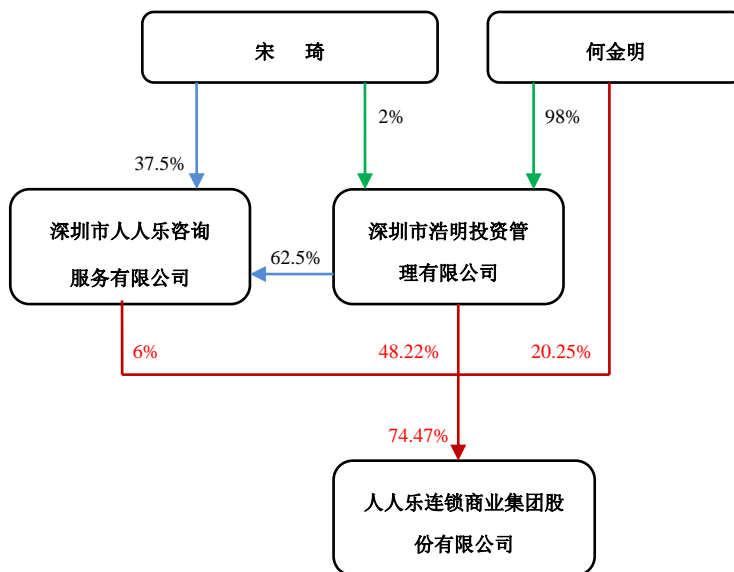 宋 琦
何金明
2%
98%
37.5%
深圳市人人乐咨询
服务有限公司
深圳市浩明投资管
理有限公司
62.5%
6%
48.22%
20.25%
74.47%
人人乐连锁商业集团股
份有限公司